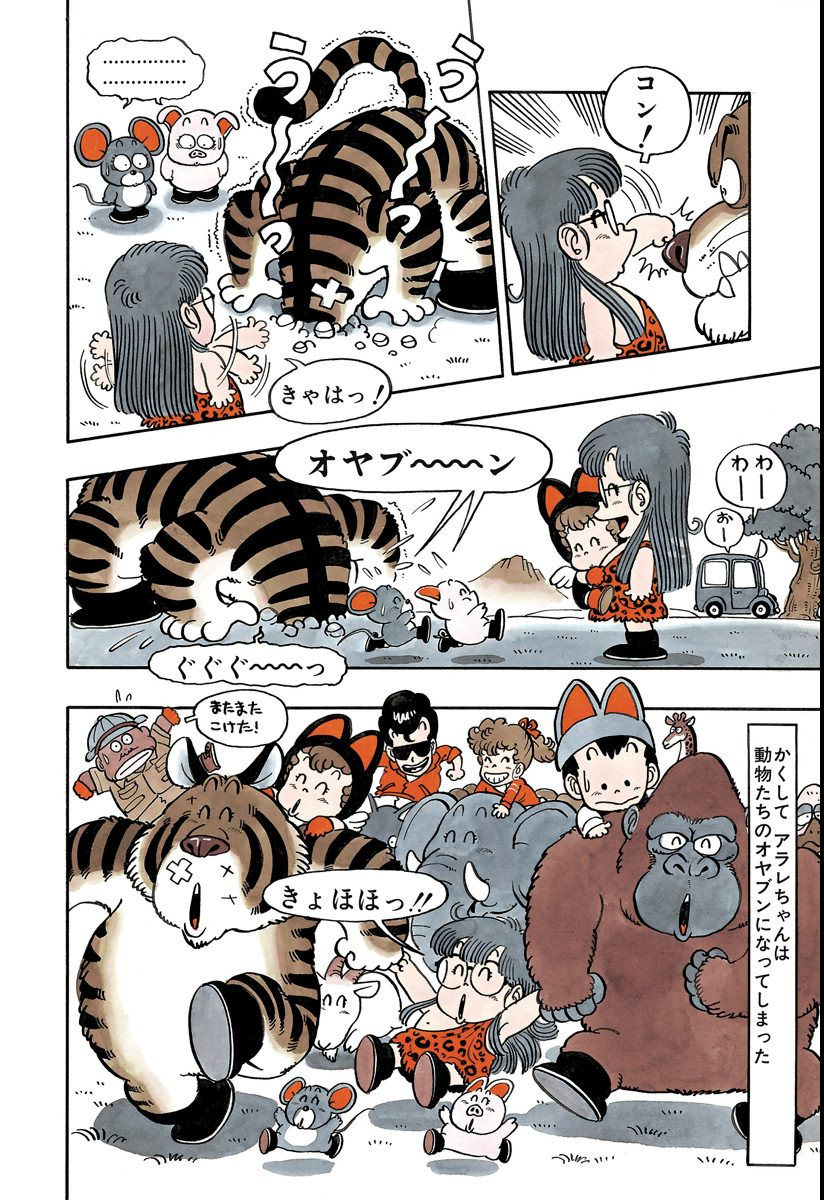 コン！
う
う
う
う
〜
〜
っ
っ
‥‥‥‥‥‥
‥‥‥‥‥‥
きゃはっ！
わー
わー
おー
オヤブ〜〜〜〜ン
ぐぐぐ〜〜〜っ
かくして アラレちゃんは
動物たちのオヤブンになってしまった
またまた
こけた！
きょほほっ!!